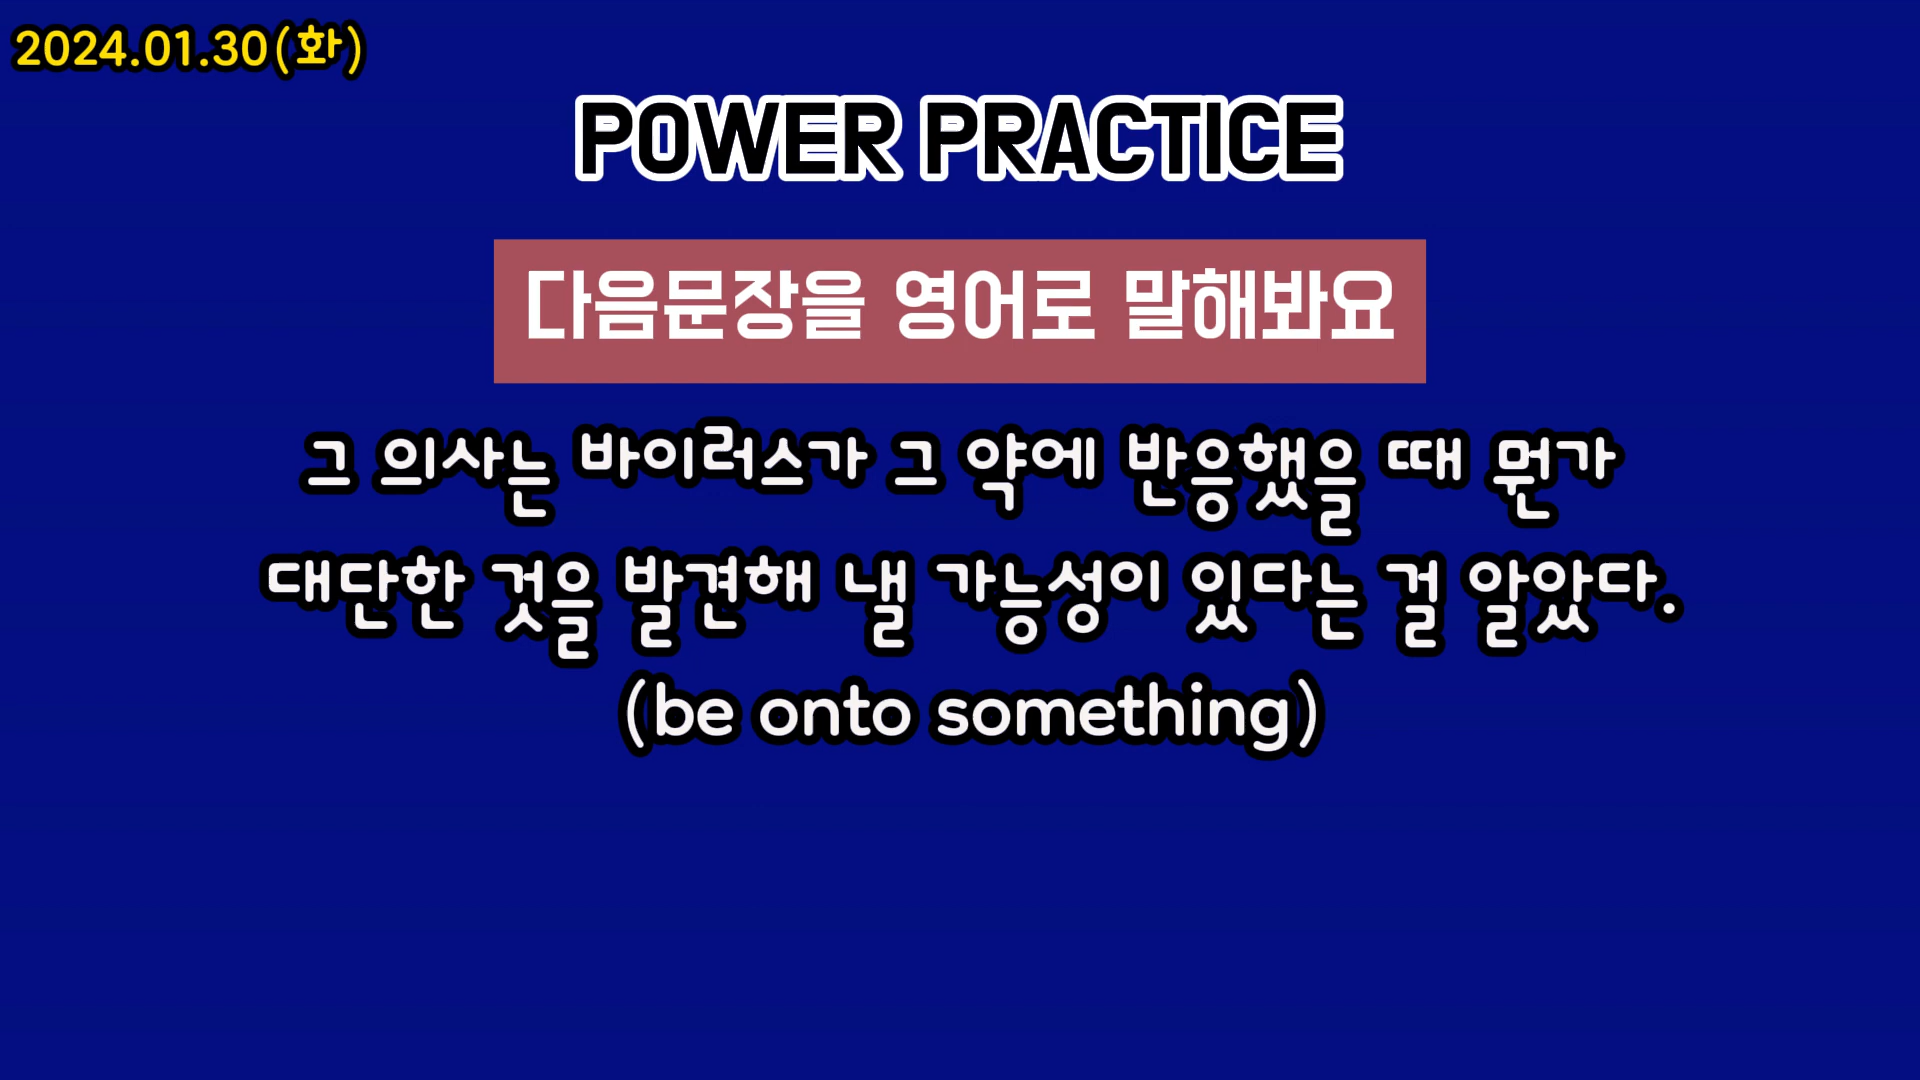 2024.01.30(화)
POWER PRACTICE
다음문장을 영어로 말해봐요
그 의사는 바이러스가 그 약에 반응했을 때 뭔가
대단한 것을 발견해 낼 가능성이 있다는 걸 알았다.
(be onto something)